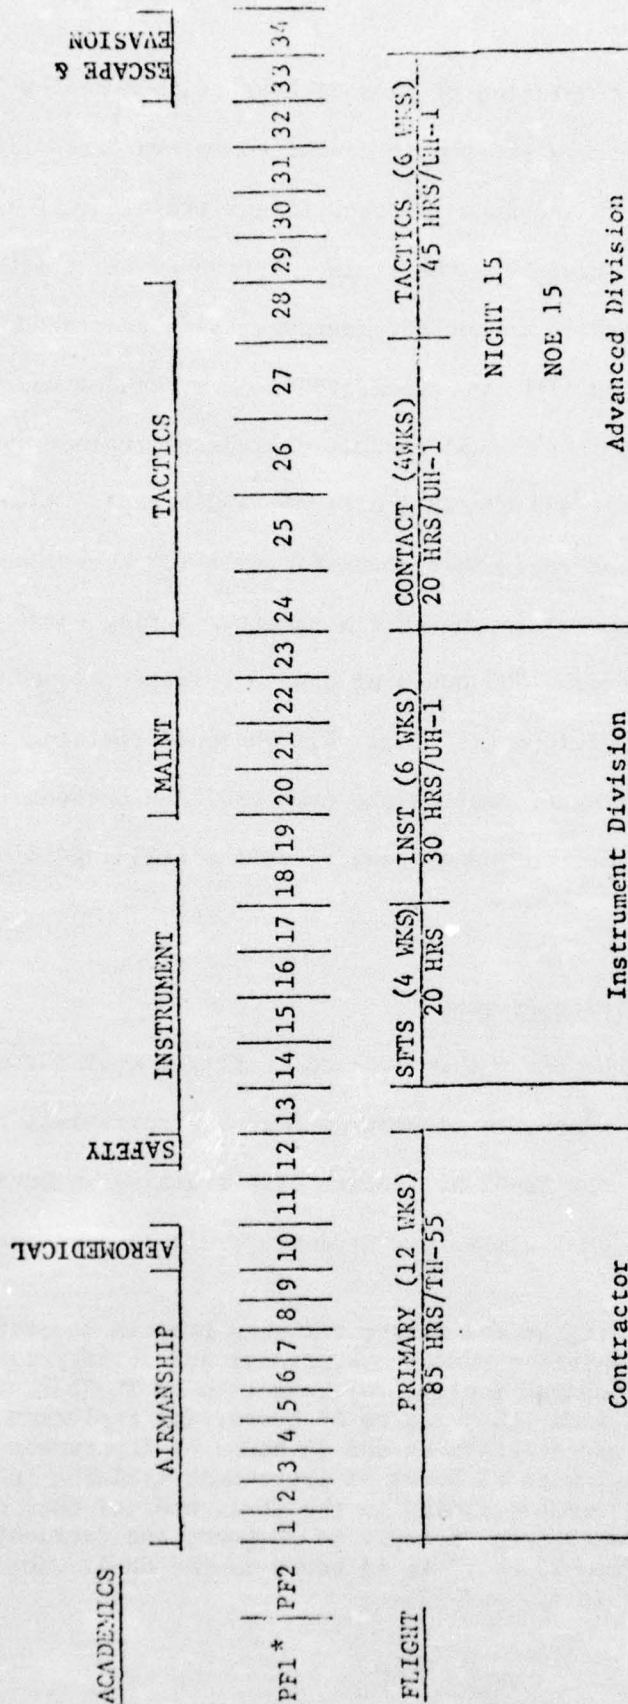 ACADEMICS
AIRMANSHIP
AEROMEDICAL
SAFETY
INSTRUMENT
MAINT
TACTICS
ESCAPE &
EVASION
PF1* PF2 1 2 3 4 5 6 7 8 9 10 11 12 13 14 15 16 17 18 19 20 21 22 23 24 25 26 27 28 29 30 31 32 33 34
FLIGHT
PRIMARY (12 WKS)
85 HRS/TH-55
SFTS (4 WKS)
20 HRS
INST (6 WKS)
30 HRS/UH-1
CONTACT (4WKS)
20 HRS/UH-1
TACTICS (6 WKS)
45 HRS/UH-1
NIGHT 15
NOE 15
Contractor
Instrument Division
Advanced Division